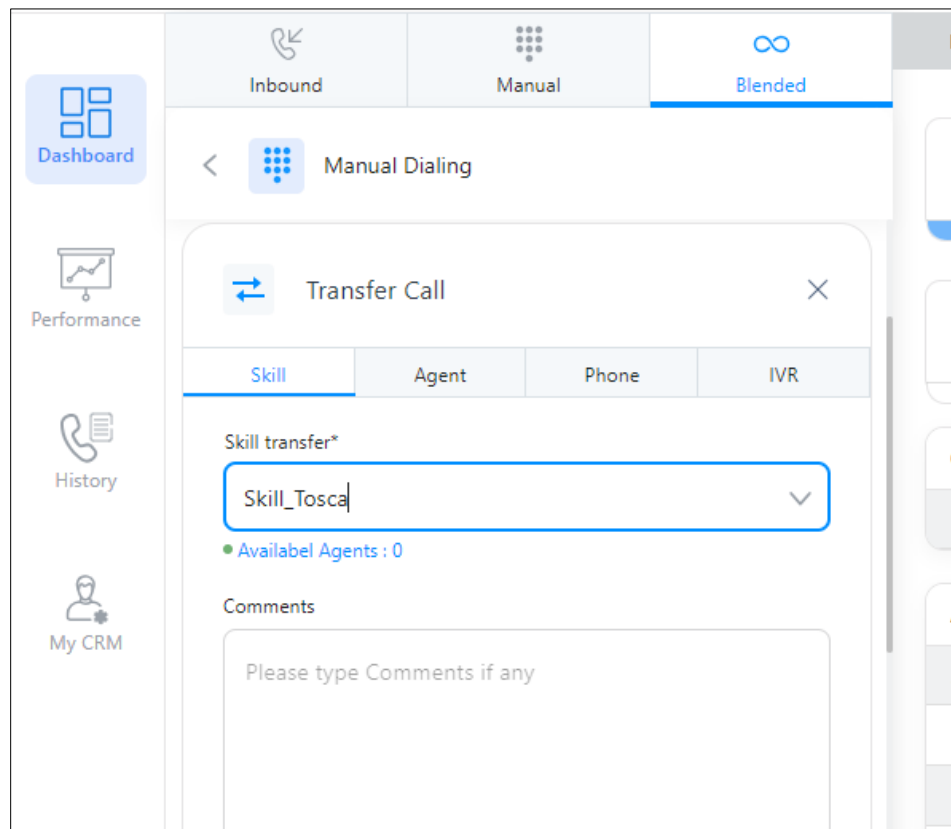 Inbound
Manual
Blended
Dashboard
Manual Dialing
Transfer Call
Performance
Skill
Agent
Phone
IVR
Skill transfer*
History
Skill_Tosca
Availabel Agents : 0
Comments
My CRM
Please type Comments if any